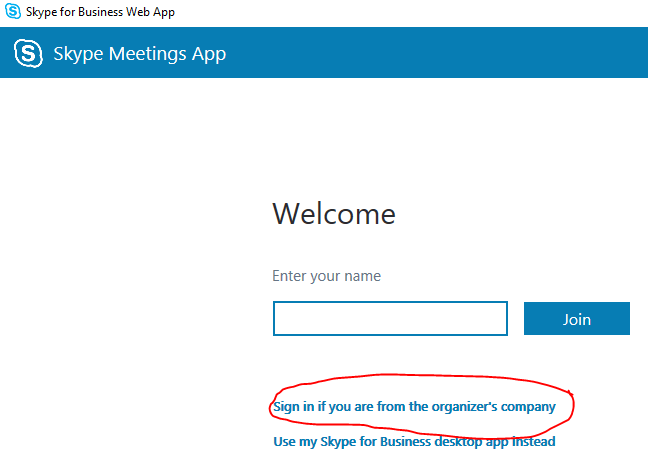 Skype for Business Web App
Skype Meetings App
Welcome
Enter your name
Join
Sign in if you are from the organizer's company
Use my Skype for Business desktop app instead